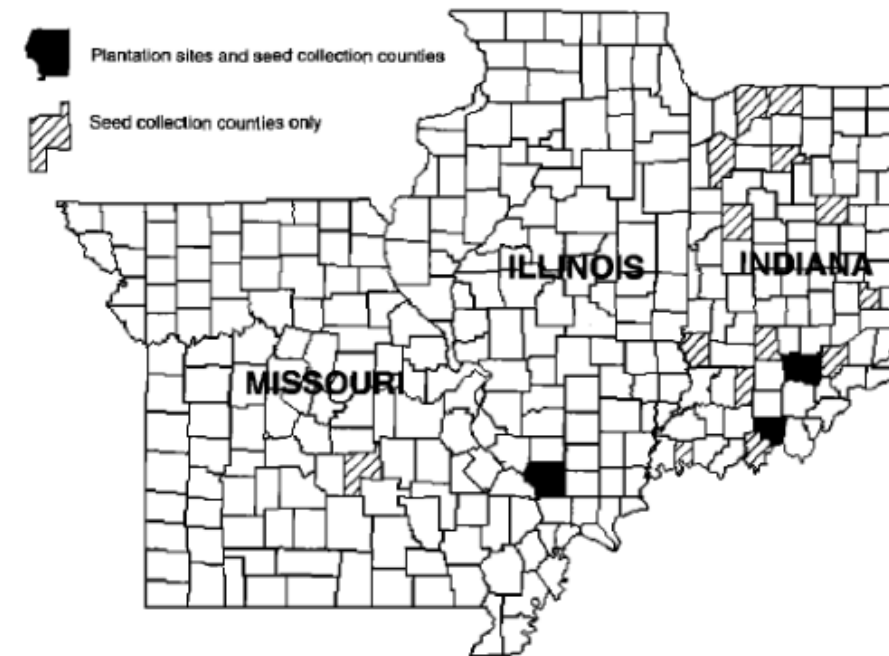 Plantation sites and seed collection counties
Seed collection counties only
ILLINOIS
INDIANA
MISSOURI